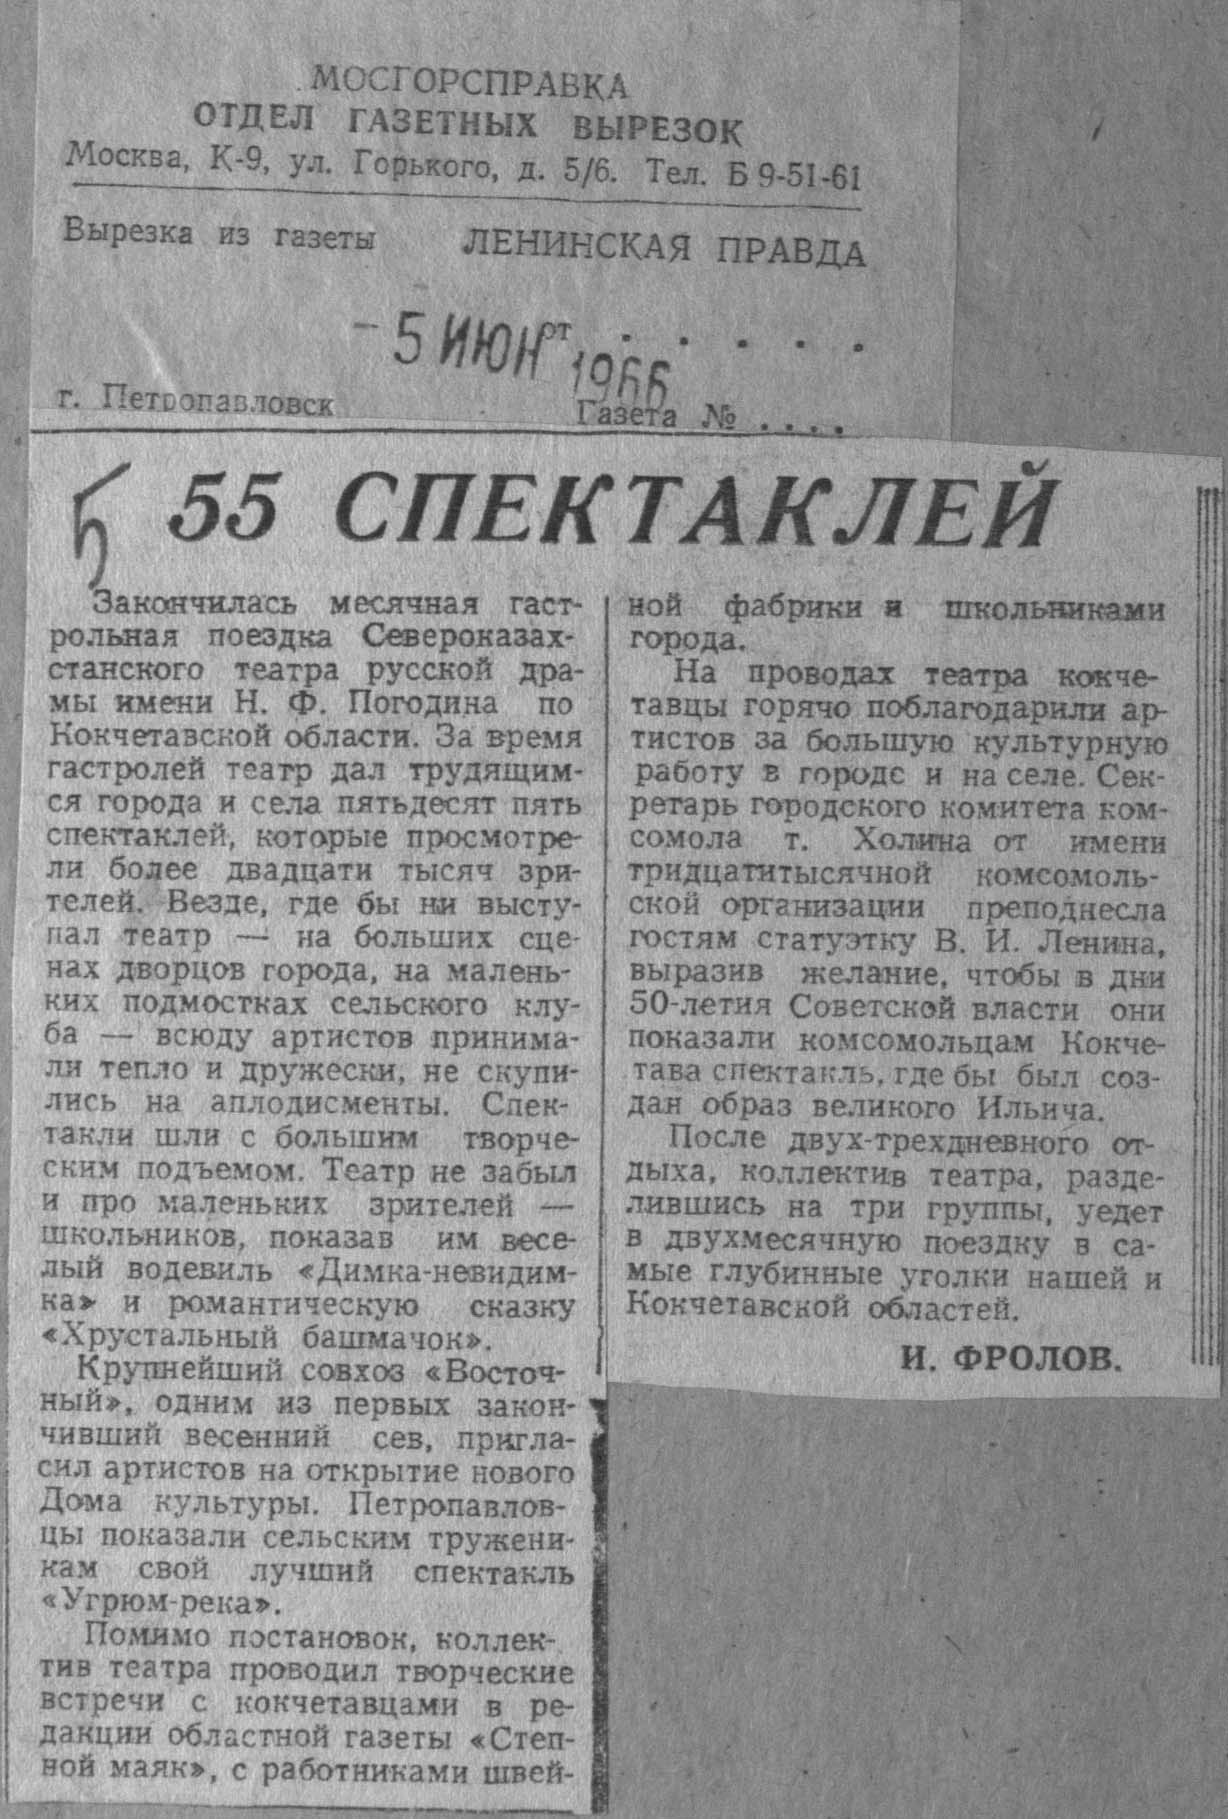 МОСГОРСПРАВКА
ОТДЕЛ ГАЗЕТНЫХ ВЫРЕЗОК
Москва, К-9, ул. Горького, д. 5/6. Тел. Б 9-51-61
Вырезка из газеты ЛЕНИНСКАЯ ПРАВДА
от . . . . .
- 5 ИЮН 1966
г. Петропавловск Газета № . . . .
55 СПЕКТАКЛЕЙ
Закончилась месячная гаст-
рольная поездка Североказах-
станского театра русской дра-
мы имени Н. Ф. Погодина по
Кокчетавской области. За время
гастролей театр дал трудящим-
ся города и села пятьдесят пять
спектаклей, которые просмотре-
ли более двадцати тысяч зри-
телей. Везде, где бы ни высту-
пал театр — на больших сце-
нах дворцов города, на малень-
ких подмостках сельского клу-
ба — всюду артистов принима-
ли тепло и дружески, не скупи-
лись на аплодисменты. Спек-
такли шли с большим творче-
ским подъемом. Театр не забыл
и про маленьких зрителей —
школьников, показав им весе-
лый водевиль «Димка-невидим-
ка» и романтическую сказку
«Хрустальный башмачок».
Крупнейший совхоз «Восточ-
ный», одним из первых закон-
чивший весенний сев, пригла-
сил артистов на открытие нового
Дома культуры. Петропавлов-
цы показали сельским тружени-
кам свой лучший спектакль
«Угрюм-река».
Помимо постановок, коллек-
тив театра проводил творческие
встречи с кокчетавцами в ре-
дакции областной газеты «Степ-
ной маяк», с работниками швей-
ной фабрики и школьниками
города.
На проводах театра кокче-
тавцы горячо поблагодарили ар-
тистов за большую культурную
работу в городе и на селе. Сек-
ретарь городского комитета ком-
сомола т. Холина от имени
тридцатитысячной комсомоль-
ской организации преподнесла
гостям статуэтку В. И. Ленина,
выразив желание, чтобы в дни
50-летия Советской власти они
показали комсомольцам Кокче-
тава спектакль, где бы был соз-
дан образ великого Ильича.
После двух-трехдневного от-
дыха, коллектив театра, разде-
лившись на три группы, уедет
в двухмесячную поездку в са-
мые глубинные уголки нашей и
Кокчетавской областей.
И. ФРОЛОВ.